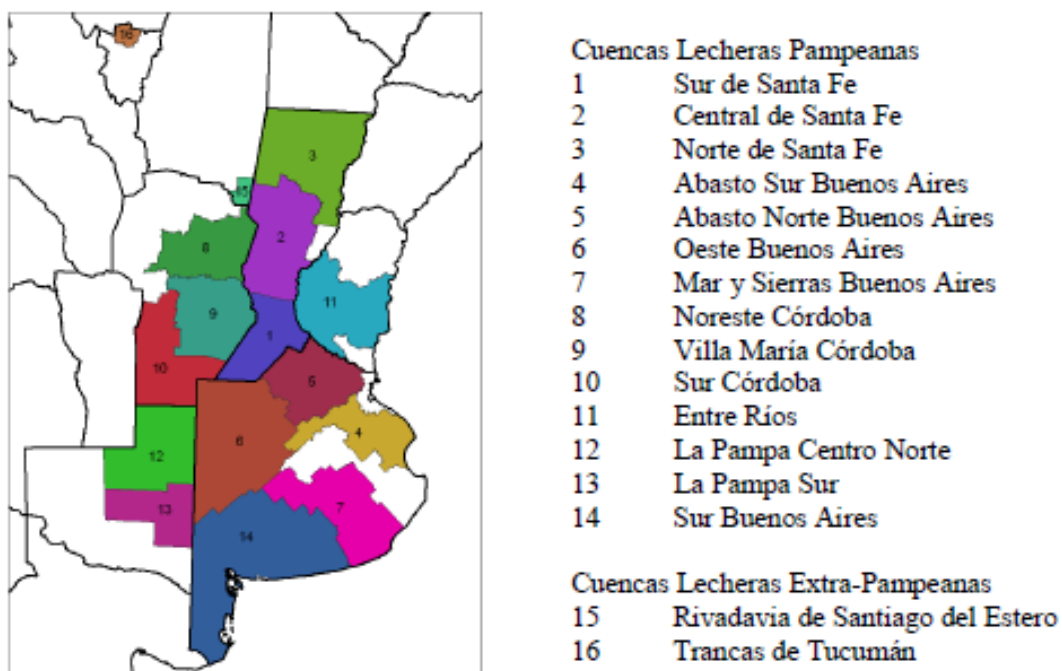 Cuencas Lecheras Pampeanas
1 Sur de Santa Fe
2 Central de Santa Fe
3 Norte de Santa Fe
4 Abasto Sur Buenos Aires
5 Abasto Norte Buenos Aires
6 Oeste Buenos Aires
7 Mar y Sierras Buenos Aires
8 Noreste Córdoba
9 Villa María Córdoba
10 Sur Córdoba
11 Entre Ríos
12 La Pampa Centro Norte
13 La Pampa Sur
14 Sur Buenos Aires
Cuencas Lecheras Extra-Pampeanas
15 Rivadavia de Santiago del Estero
16 Trancas de Tucumán
16
3
15
2
8
11
9
1
10
5
4
6
12
13
7
14